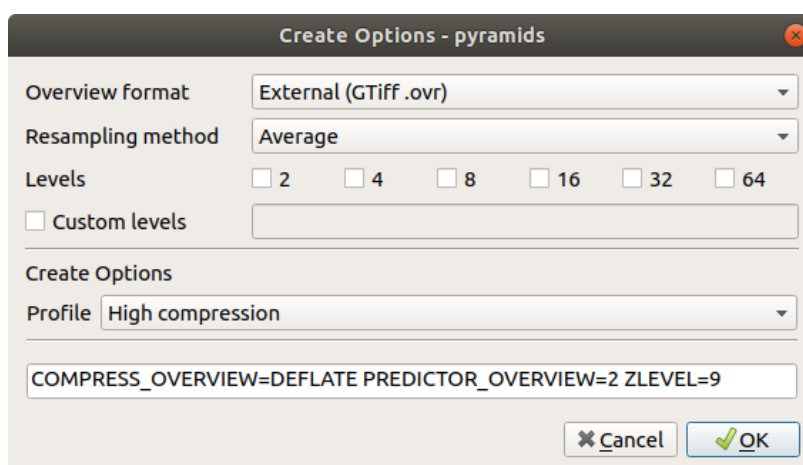 Create Options - pyramids
Overview format External (GTiff .ovr)
Resampling method Average
Levels 2 4 8 16 32 64
Custom levels
Create Options
Profile High compression
COMPRESS_OVERVIEW=DEFLATE PREDICTOR_OVERVIEW=2 ZLEVEL=9
Cancel OK